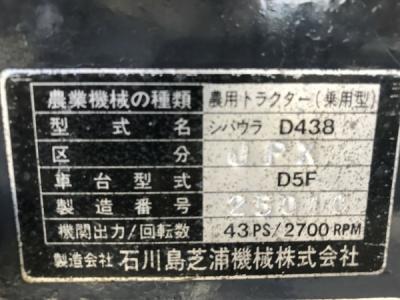 農業機械の種類 農用トラクター(乗用型)
型式名 シバウラ D438
区分
車台型式 D5F
製造番号
機関出力/回転数 43PS/2700RPM
製造会社 石川島芝浦機械株式会社